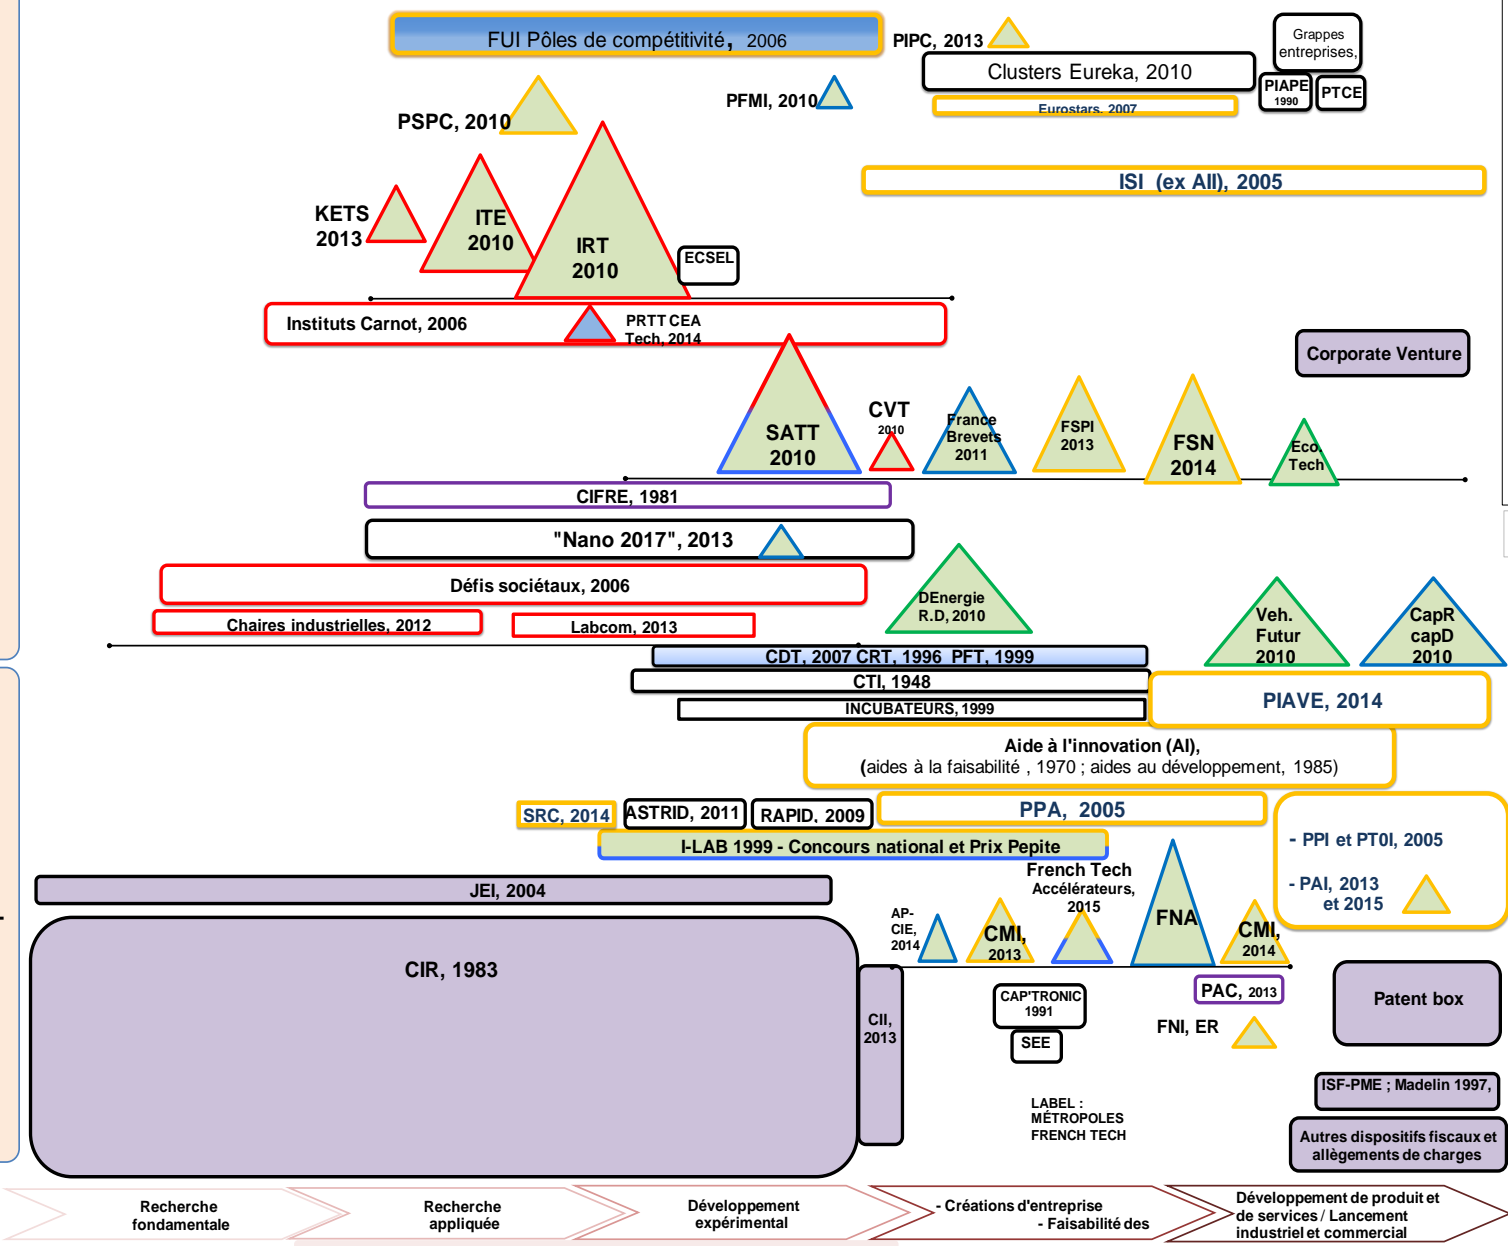 FUI Pôles de compétitivité, 2006
PIPC, 2013
Grappes
entreprises,
Clusters Eureka, 2010
PIAPE
1990
PTCE
PFMI, 2010
Eurostars, 2007
PSPC, 2010
ISI (ex AII), 2005
KETS
2013
ITE
2010
IRT
2010
ECSEL
Instituts Carnot, 2006
PRTT CEA
Tech, 2014
Corporate Venture
SATT
2010
CVT
2010
France
Brevets
2011
FSPI
2013
FSN
2014
Eco.
Tech
CIFRE, 1981
"Nano 2017", 2013
Défis sociétaux, 2006
DEnergie
R.D, 2010
Veh.
Futur
2010
CapR
capD
2010
Chaires industrielles, 2012
Labcom, 2013
CDT, 2007 CRT, 1996 PFT, 1999
CTI, 1948
INCUBATEURS, 1999
PIAVE, 2014
Aide à l'innovation (AI),
(aides à la faisabilité , 1970 ; aides au développement, 1985)
SRC, 2014
ASTRID, 2011
RAPID, 2009
PPA, 2005
I-LAB 1999 - Concours national et Prix Pepite
- PPI et PT0I, 2005
- PAI, 2013
et 2015
French Tech
Accélérateurs,
2015
JEI, 2004
AP-
CIE,
2014
CMI,
2013
FNA
CMI,
2014
CIR, 1983
CII,
2013
CAP'TRONIC
1991
SEE
PAC, 2013
FNI, ER
Patent box
ISF-PME ; Madelin 1997,
LABEL :
MÉTROPOLES
FRENCH TECH
Autres dispositifs fiscaux et
allègements de charges
Recherche
fondamentale
Recherche
appliquée
Développement
expérimental
- Créations d'entreprise
- Faisabilité des
Développement de produit et
de services / Lancement
industriel et commercial